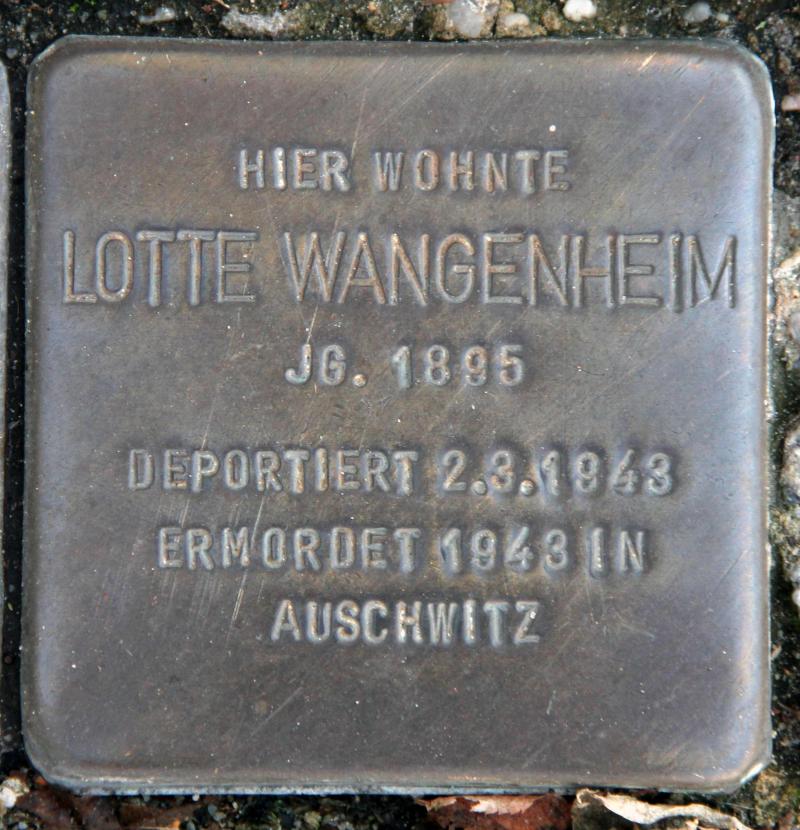 HIER WOHNTE
LOTTE WANGENHEIM
JG. 1895
DEPORTIERT 2.3.1943
ERMORDET 1943 IN
AUSCHWITZ